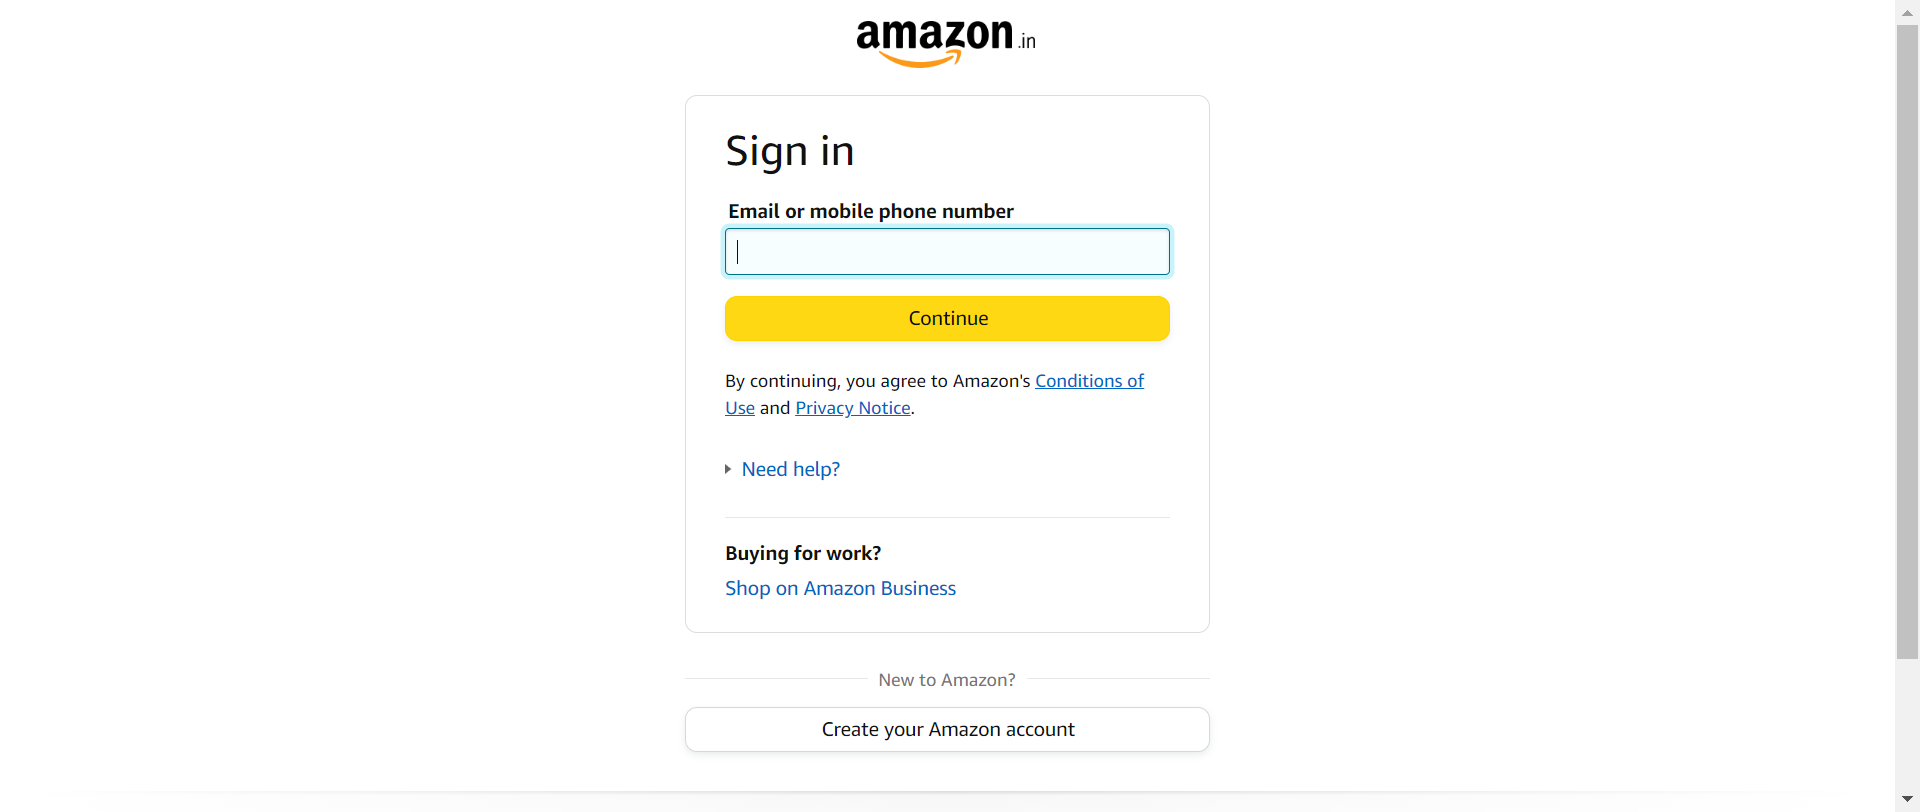 amazon.in
Sign in
Email or mobile phone number
Continue
By continuing, you agree to Amazon's Conditions of
Use and Privacy Notice.
Need help?
Buying for work?
Shop on Amazon Business
New to Amazon?
Create your Amazon account